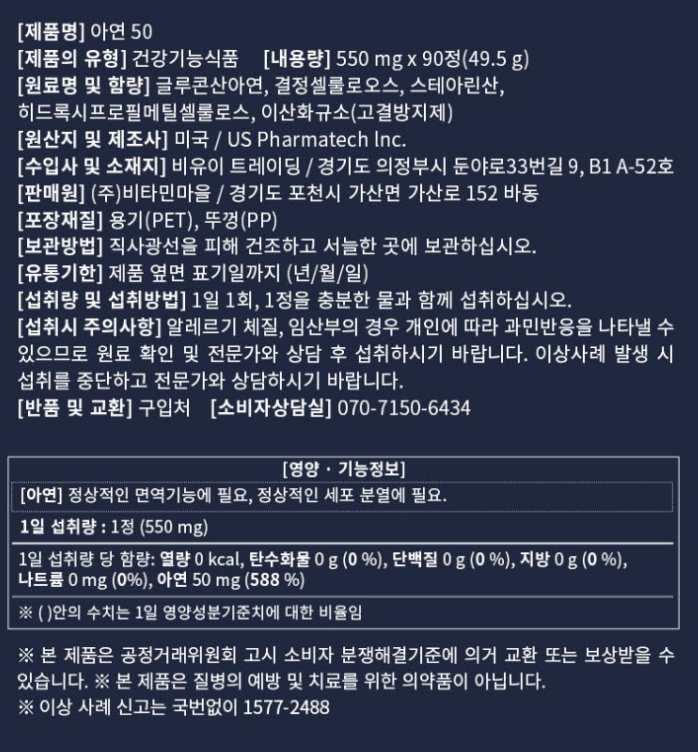 [제품명] 아연 50
[제품의 유형] 건강기능식품 [내용량] 550 mg x 90정(49.5 g)
[원료명 및 함량] 글루콘산아연, 결정셀룰로오스, 스테아린산,
히드록시프로필메틸셀룰로스, 이산화규소(고결방지제)
[원산지 및 제조사] 미국 / US Pharmatech lnc.
[수입사 및 소재지] 비유이 트레이딩 / 경기도 의정부시 둔야로33번길 9, B1 A-52호
[판매원] (주)비타민마을 / 경기도 포천시 가산면 가산로 152 바동
[포장재질] 용기(PET), 뚜껑(PP)
[보관방법] 직사광선을 피해 건조하고 서늘한 곳에 보관하십시오.
[유통기한] 제품 옆면 표기일까지 (년/월/일)
[섭취량 및 섭취방법] 1일 1회, 1정을 충분한 물과 함께 섭취하십시오.
[섭취시 주의사항] 알레르기 체질, 임산부의 경우 개인에 따라 과민반응을 나타낼 수
있으므로 원료 확인 및 전문가와 상담 후 섭취하시기 바랍니다. 이상사례 발생 시
섭취를 중단하고 전문가와 상담하시기 바랍니다.
[반품 및 교환] 구입처 [소비자상담실] 070-7150-6434
[영양 · 기능정보]
[아연] 정상적인 면역기능에 필요, 정상적인 세포 분열에 필요.
1일 섭취량 : 1정 (550 mg)
1일 섭취량 당 함량: 열량 0 kcal, 탄수화물 0 g (0 %), 단백질 0 g (0 %), 지방 0 g (0 %),
나트륨 0 mg (0%), 아연 50 mg (588 %)
※ ( )안의 수치는 1일 영양성분기준치에 대한 비율임
※ 본 제품은 공정거래위원회 고시 소비자 분쟁해결기준에 의거 교환 또는 보상받을 수
있습니다. ※ 본 제품은 질병의 예방 및 치료를 위한 의약품이 아닙니다.
※ 이상 사례 신고는 국번없이 1577-2488